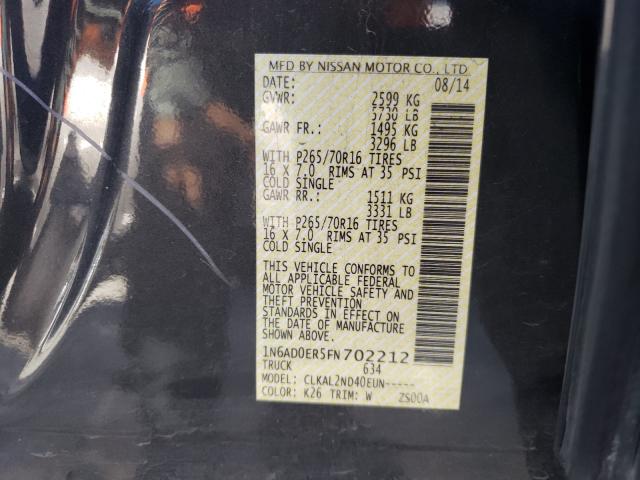 MFD BY NISSAN MOTOR CO., LTD
DATE: 08/14
GVWR: 2599 KG
5730 LB
GAWR FR.: 1495 KG
3296 LB
WITH P265/70R16 TIRES
16 X 7.0 RIMS AT 35 PSI
COLD SINGLE
GAWR RR.: 1511 KG
3331 LB
WITH P265/70R16 TIRES
16 X 7.0 RIMS AT 35 PSI
COLD SINGLE
THIS VEHICLE CONFORMS TO
ALL APPLICABLE FEDERAL
MOTOR VEHICLE SAFETY AND
THEFT PREVENTION
STANDARDS IN EFFECT ON
THE DATE OF MANUFACTURE
SHOWN ABOVE.
1N6AD0ER5FN702212
TRUCK 634
MODEL: CLKAL2ND40EUN-----
COLOR: K26 TRIM: W ZS00A